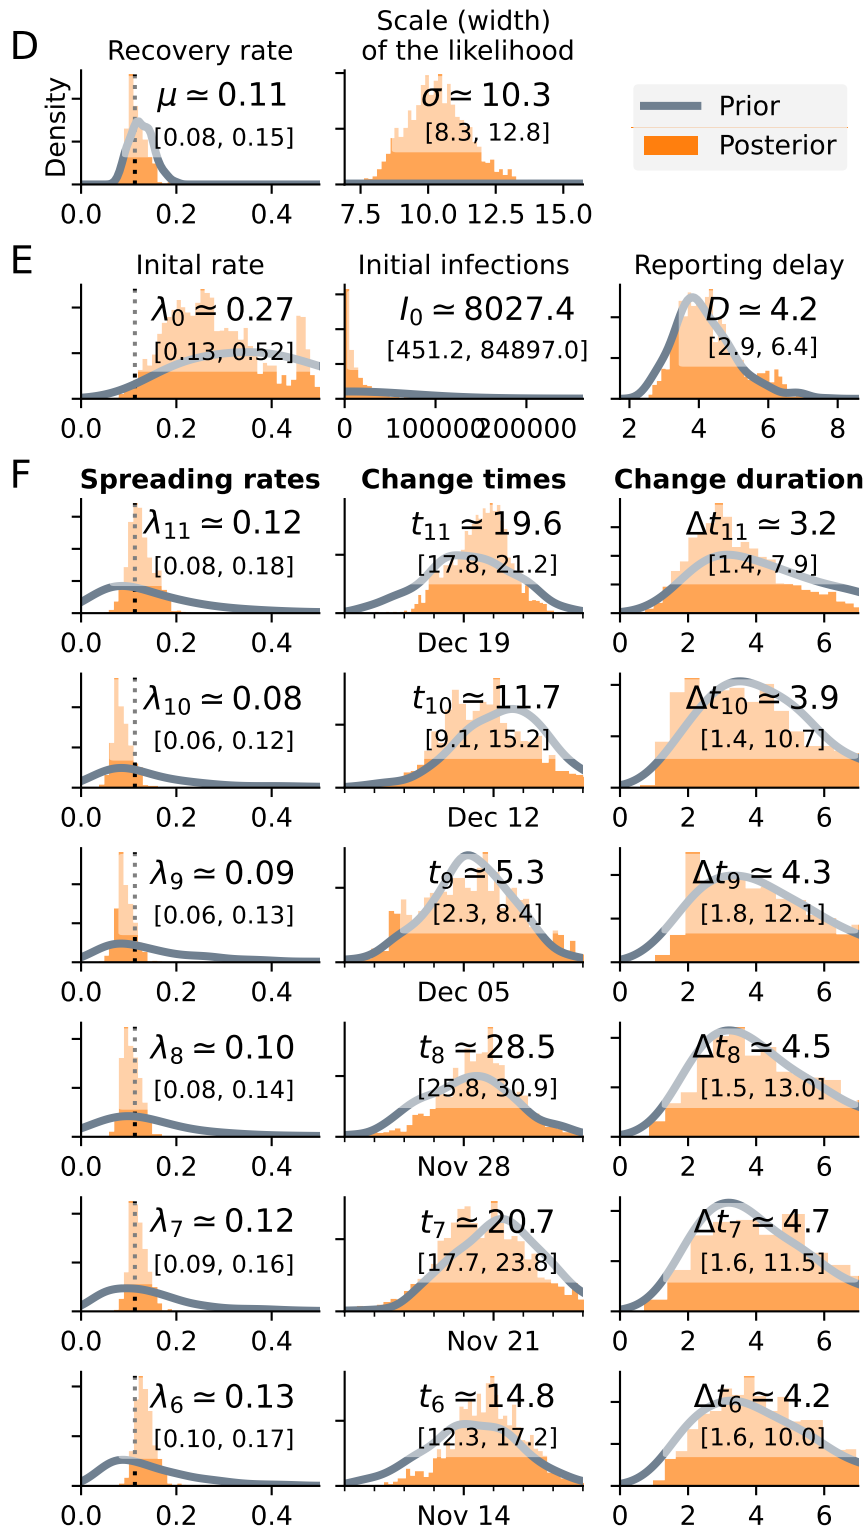 D
Recovery rate
Scale (width)
of the likelihood
Density
μ ≃ 0.11
[0.08, 0.15]
0.0 0.2 0.4
σ ≃ 10.3
[8.3, 12.8]
7.5 10.0 12.5 15.0
Prior
Posterior
E
Inital rate
λ0 ≃ 0.27
[0.13, 0.52]
0.0 0.2 0.4
Initial infections
I0 ≃ 8027.4
[451.2, 84897.0]
0 100000 200000
Reporting delay
D ≃ 4.2
[2.9, 6.4]
2 4 6 8
F
Spreading rates Change times Change duration
λ11 ≃ 0.12
[0.08, 0.18]
0.0 0.2 0.4
t11 ≃ 19.6
[17.8, 21.2]
Dec 19
Δt11 ≃ 3.2
[1.4, 7.9]
0 2 4 6
λ10 ≃ 0.08
[0.06, 0.12]
0.0 0.2 0.4
t10 ≃ 11.7
[9.1, 15.2]
Dec 12
Δt10 ≃ 3.9
[1.4, 10.7]
0 2 4 6
λ9 ≃ 0.09
[0.06, 0.13]
0.0 0.2 0.4
t9 ≃ 5.3
[2.3, 8.4]
Dec 05
Δt9 ≃ 4.3
[1.8, 12.1]
0 2 4 6
λ8 ≃ 0.10
[0.08, 0.14]
0.0 0.2 0.4
t8 ≃ 28.5
[25.8, 30.9]
Nov 28
Δt8 ≃ 4.5
[1.5, 13.0]
0 2 4 6
λ7 ≃ 0.12
[0.09, 0.16]
0.0 0.2 0.4
t7 ≃ 20.7
[17.7, 23.8]
Nov 21
Δt7 ≃ 4.7
[1.6, 11.5]
0 2 4 6
λ6 ≃ 0.13
[0.10, 0.17]
0.0 0.2 0.4
t6 ≃ 14.8
[12.3, 17.2]
Nov 14
Δt6 ≃ 4.2
[1.6, 10.0]
0 2 4 6